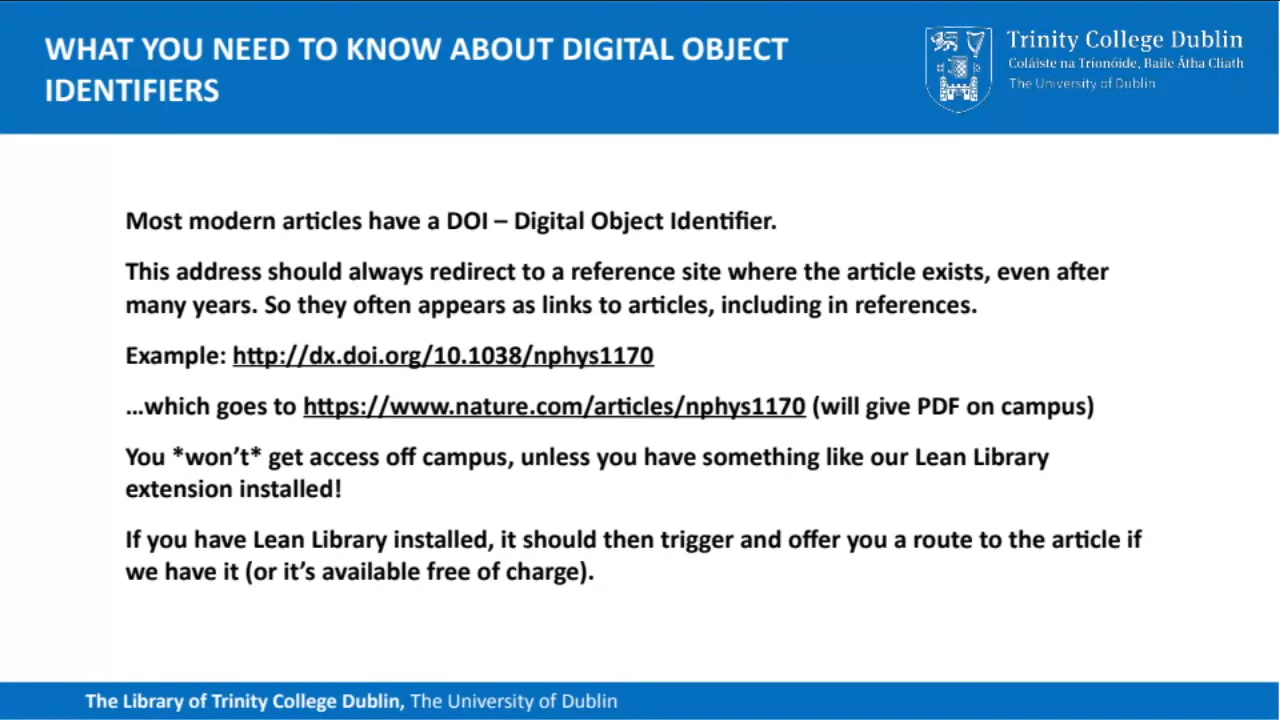 WHAT YOU NEED TO KNOW ABOUT DIGITAL OBJECT
IDENTIFIERS
Trinity College Dublin
Coláiste na Tríonóide, Baile Átha Cliath
The University of Dublin
Most modern articles have a DOI – Digital Object Identifier.
This address should always redirect to a reference site where the article exists, even after
many years. So they often appears as links to articles, including in references.
Example: http://dx.doi.org/10.1038/nphys1170
…which goes to https://www.nature.com/articles/nphys1170 (will give PDF on campus)
You *won’t* get access off campus, unless you have something like our Lean Library
extension installed!
If you have Lean Library installed, it should then trigger and offer you a route to the article if
we have it (or it’s available free of charge).
The Library of Trinity College Dublin, The University of Dublin